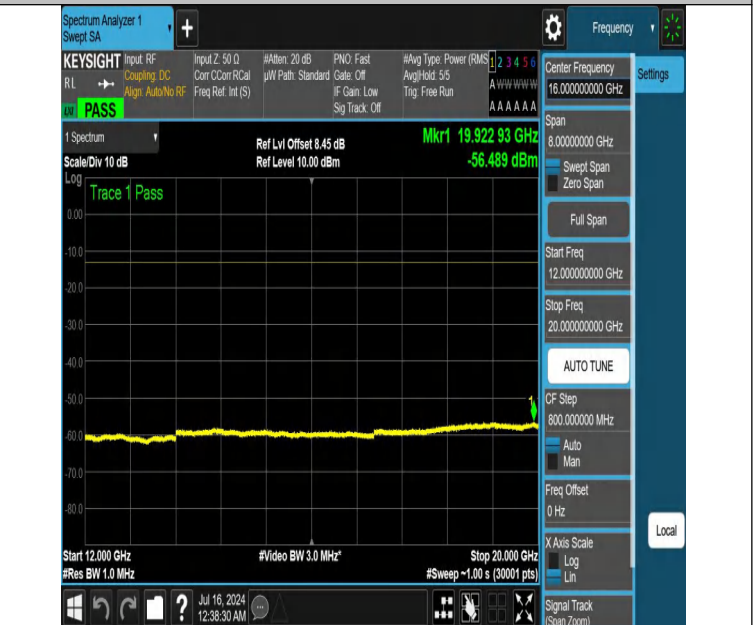 Spectrum Analyzer 1
Swept SA
+
Frequency
KEYSIGHT
RL
PASS
Input: RF
Coupling: DC
Align: Auto/No RF
Input Z: 50 Ω
Corr CCorr RCal
Freq Ref: Int (S)
#Atten: 20 dB
µW Path: Standard
PNO: Fast
Gate: Off
IF Gain: Low
Sig Track: Off
#Avg Type: Power (RMS
Avg|Hold: 5/5
Trig: Free Run
1 2 3 4 5 6
A W W W W W
A A A A A A
1 Spectrum
Scale/Div 10 dB
Ref Lvl Offset 8.45 dB
Ref Level 10.00 dBm
Mkr1 19.922 93 GHz
-56.489 dBm
Log
Trace 1 Pass
0.00
-10.0
-20.0
-30.0
-40.0
-50.0
-60.0
-70.0
-80.0
1
Start 12.000 GHz
#Res BW 1.0 MHz
#Video BW 3.0 MHz*
Stop 20.000 GHz
#Sweep ~1.00 s (30001 pts)
Jul 16, 2024
12:38:30 AM
?
Center Frequency
16.000000000 GHz
Settings
Span
8.00000000 GHz
Swept Span
Zero Span
Full Span
Start Freq
12.000000000 GHz
Stop Freq
20.000000000 GHz
AUTO TUNE
CF Step
800.000000 MHz
Auto
Man
Freq Offset
0 Hz
X Axis Scale
Log
Lin
Local
Signal Track
(Span Zoom)